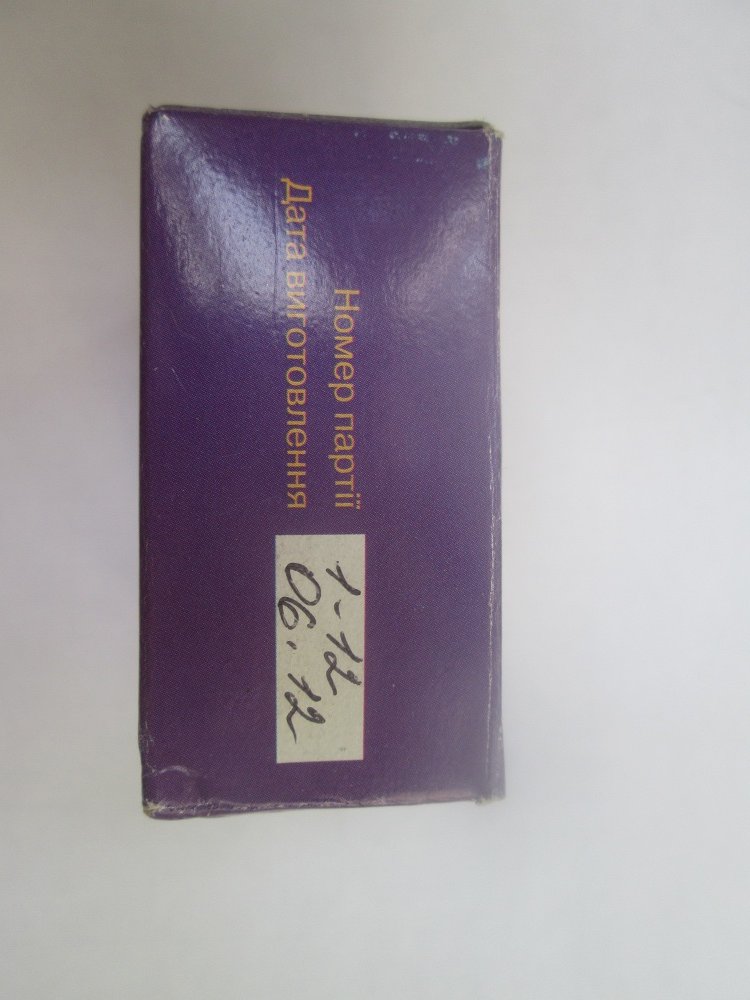 Номер партії 1-12
Дата виготовлення 06.12